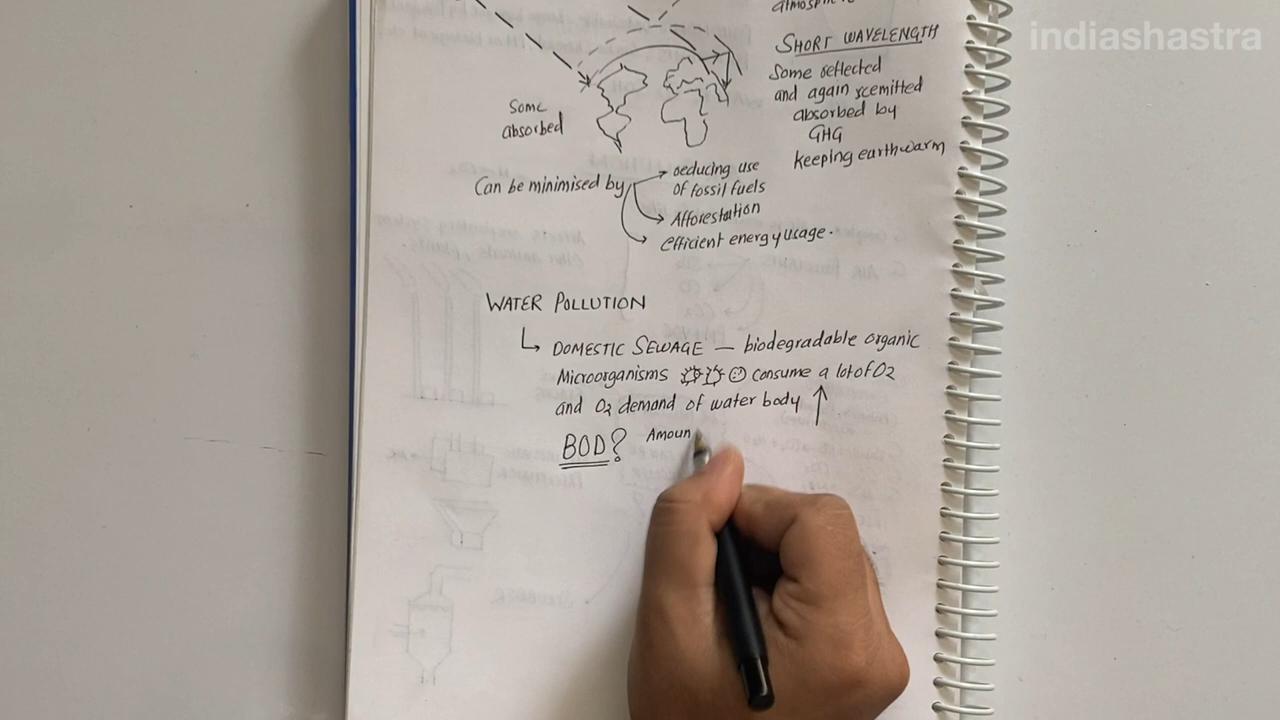 indiashastra
SHORT WAVELENGTH
Some reflected
and again reemitted
absorbed by
GHG
keeping earth warm
Some
absorbed
Can be minimised by
reducing use
of fossil fuels
Afforestation
efficient energy usage.
WATER POLLUTION
DOMESTIC SEWAGE — biodegradable organic
Microorganisms consume a lot of O2
and O2 demand of water body ↑
BOD? Amoun